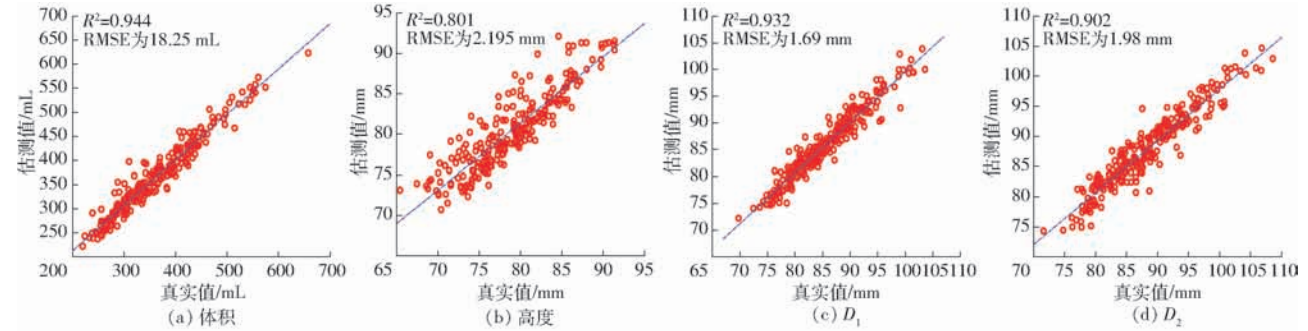 R²=0.944
RMSE为18.25 mL
700
650
600
550
500
450
400
350
300
250
200
估测值/mL
300 400 500 600 700
真实值/mL
(a) 体积
R²=0.801
RMSE为2.195 mm
95
95
90
85
80
75
70
65
估测值/mm
70 75 80 85 90 95
真实值/mm
(b) 高度
R²=0.932
RMSE为1.69 mm
110
105
100
95
90
85
80
75
70
65
估测值/mm
70 75 80 85 90 95 100 105 110
真实值/mm
(c) D₁
R²=0.902
RMSE为1.98 mm
110
105
100
95
90
85
80
75
70
估测值/mm
75 80 85 90 95 100 105 110
真实值/mm
(d) D₂